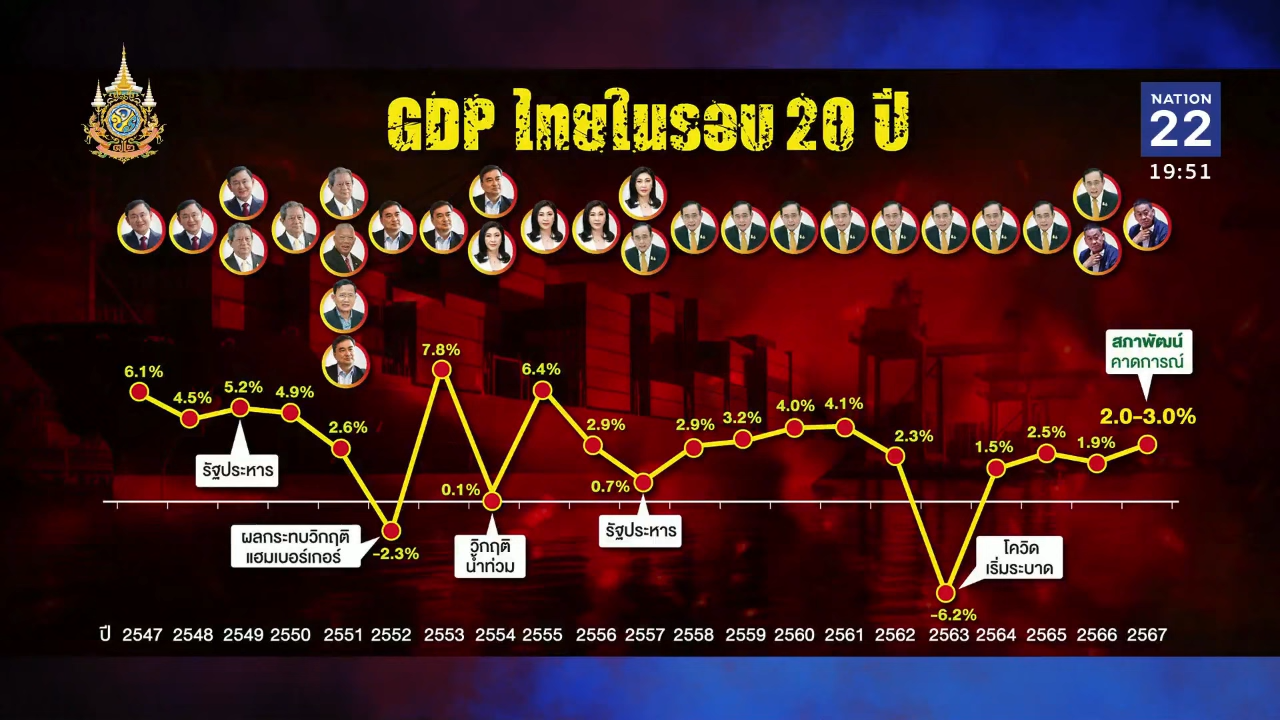 GDP ไทยในรอบ 20 ปี
NATION
22
19:51
6.1%
4.5%
5.2%
4.9%
2.6%
-2.3%
7.8%
0.1%
6.4%
2.9%
0.7%
2.9%
3.2%
4.0%
4.1%
2.3%
-6.2%
1.5%
2.5%
1.9%
2.0-3.0%
สภาพัฒน์
คาดการณ์
รัฐประหาร
ผลกระทบวิกฤติ
แฮมเบอร์เกอร์
วิกฤติ
น้ำท่วม
รัฐประหาร
โควิด
เริ่มระบาด
ปี 2547 2548 2549 2550 2551 2552 2553 2554 2555 2556 2557 2558 2559 2560 2561 2562 2563 2564 2565 2566 2567